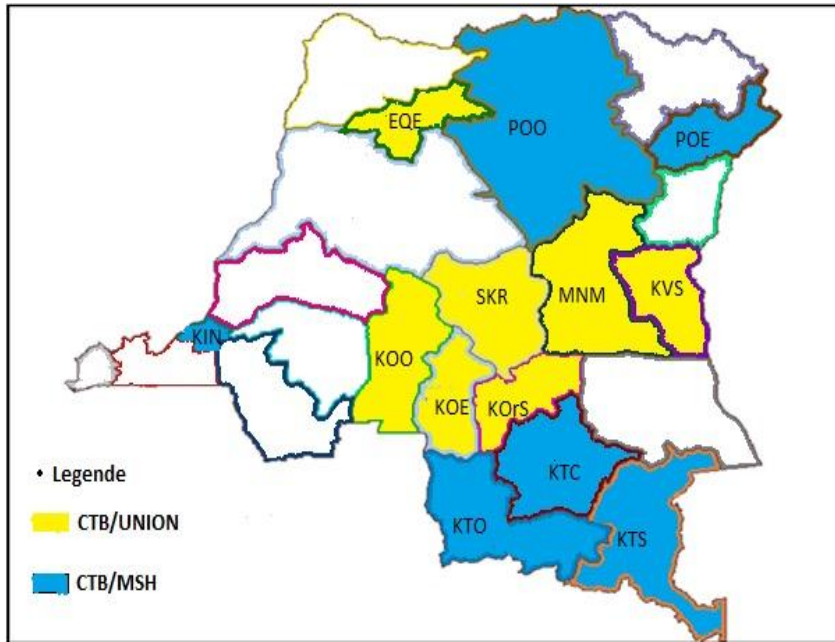 EQE
POO
POE
SKR
MNM
KVS
KIN
KOO
KOE
KOrS
KTC
KTO
KTS
• Legende
CTB/UNION
CTB/MSH